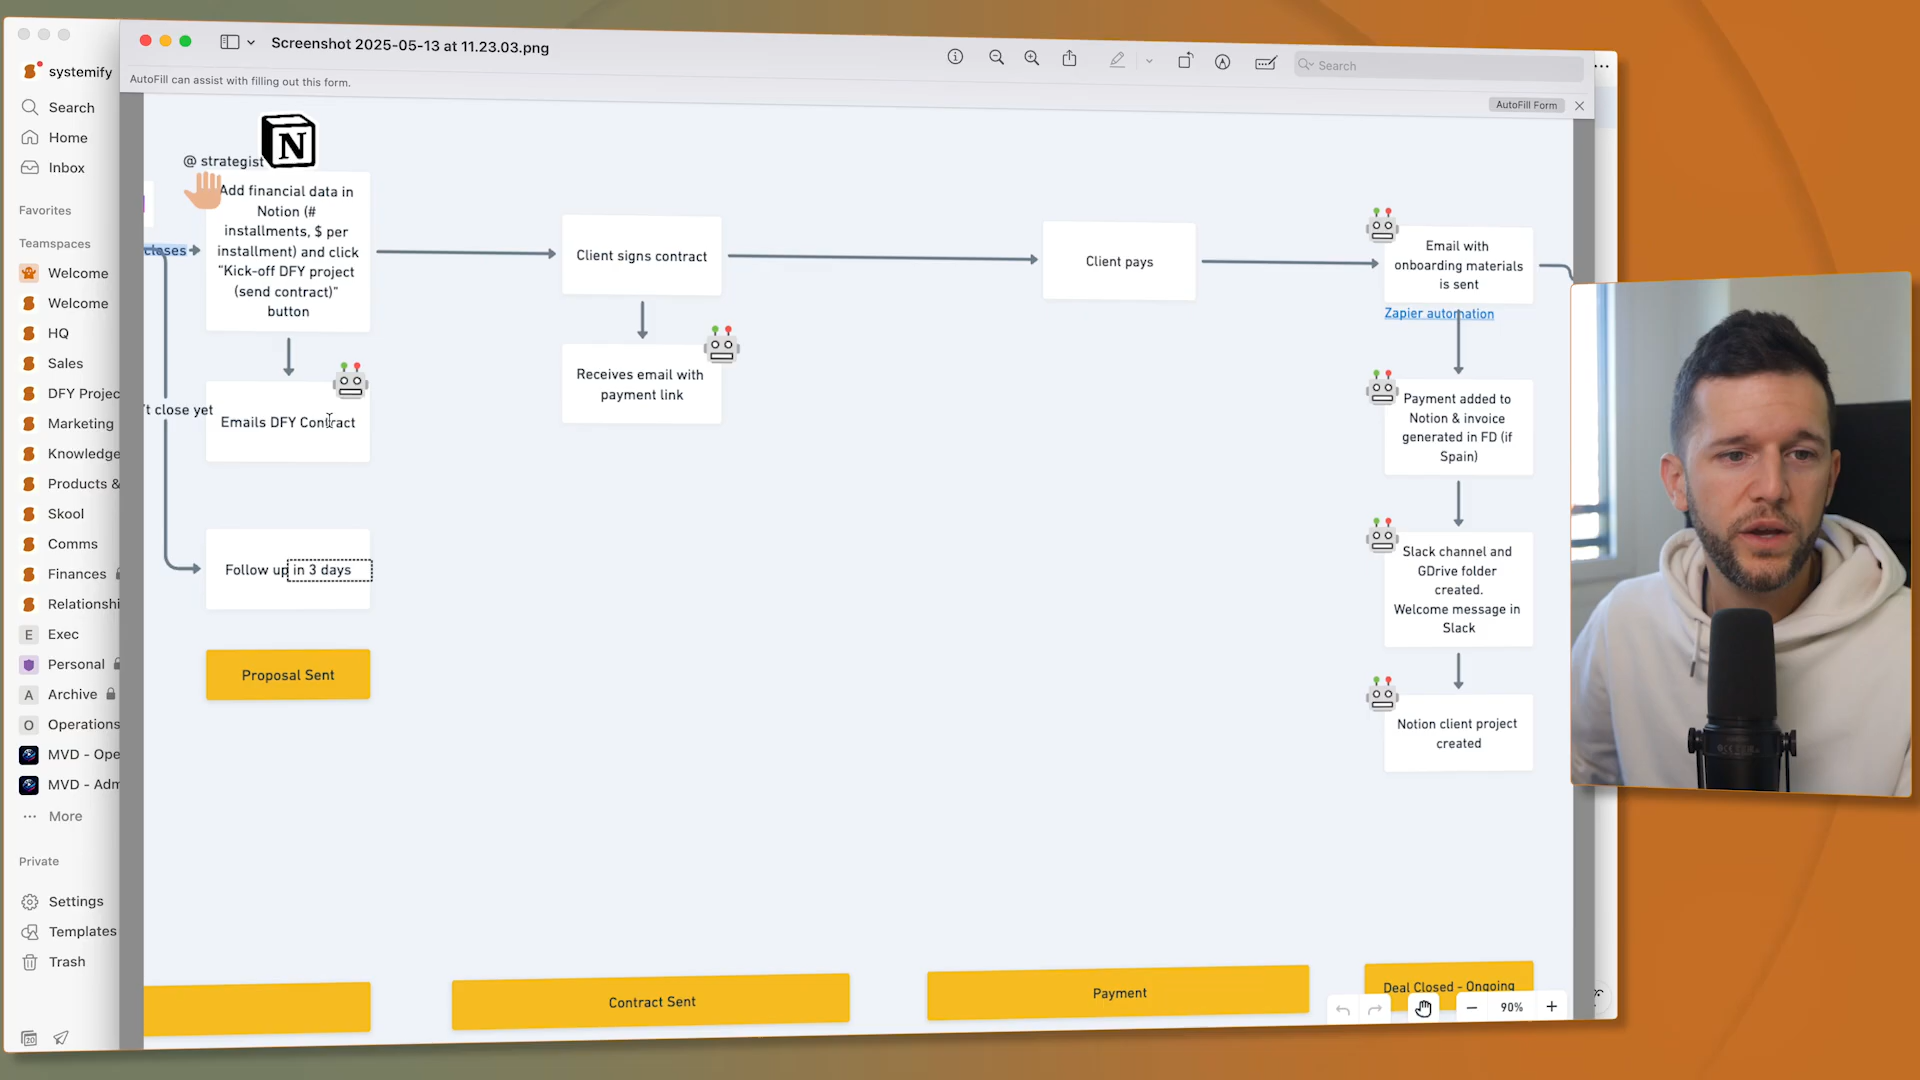 Screenshot 2025-05-13 at 11.23.03.png
Search
AutoFill can assist with filling out this form.
AutoFill Form
systemify
Search
Home
Inbox
Favorites
Teamspaces
Welcome
Welcome
HQ
Sales
DFY Projec
Marketing
Knowledge
Products &
Skool
Comms
Finances
Relationshi
E Exec
Personal
A Archive
O Operations
MVD - Ope
MVD - Adm
More
Private
Settings
Templates
Trash
20
N
@ strategist
Add financial data in
Notion (#
installments, $ per
installment) and click
"Kick-off DFY project
(send contract)"
button
closes
Emails DFY Contract
't close yet
Follow up in 3 days
Proposal Sent
Client signs contract
Receives email with
payment link
Client pays
Email with
onboarding materials
is sent
Zapier automation
Payment added to
Notion & invoice
generated in FD (if
Spain)
Slack channel and
GDrive folder
created.
Welcome message in
Slack
Notion client project
created
Contract Sent
Payment
Deal Closed - Ongoing
90%